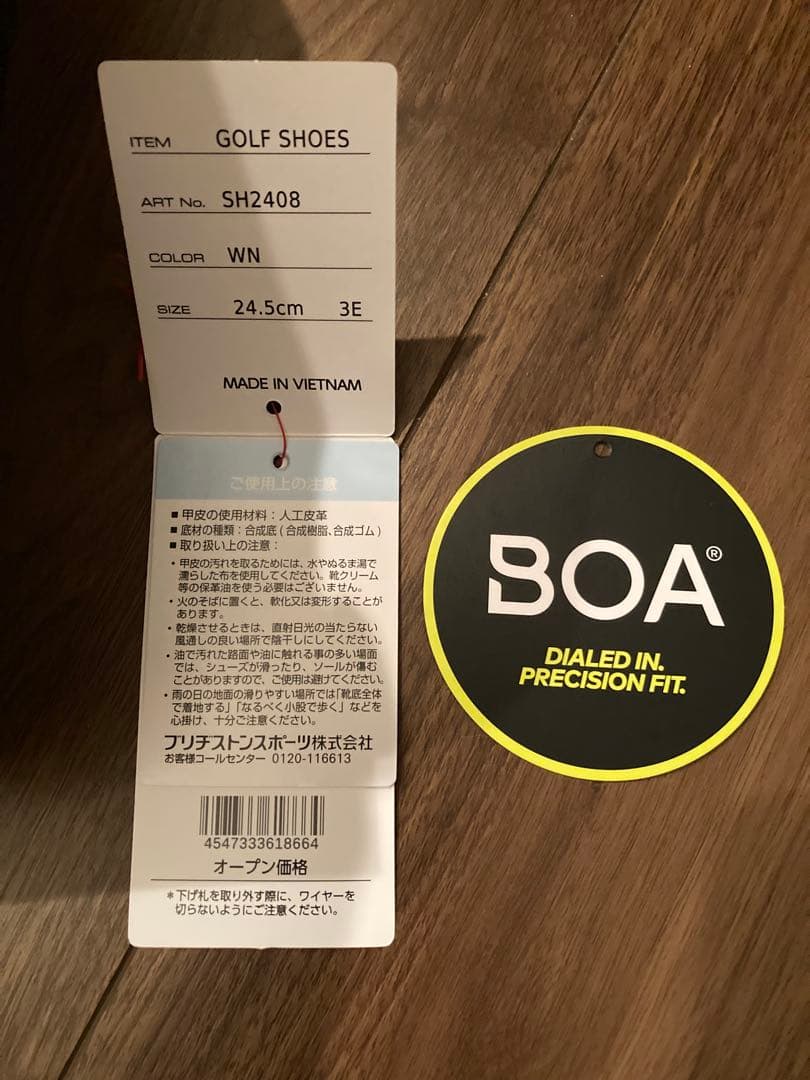 ITEM GOLF SHOES
ART No. SH2408
COLOR WN
SIZE 24.5cm 3E
MADE IN VIETNAM
ご使用上の注意
■ 甲皮の使用材料：人工皮革
■ 底材の種類：合成底(合成樹脂、合成ゴム)
■ 取り扱い上の注意：
・甲皮の汚れを取るためには、水やぬるま湯で
濡らした布を使用してください。靴クリーム
等の保革油を使う必要はございません。
・火のそばに置くと、軟化又は変形することが
あります。
・乾燥させるときは、直射日光の当たらない
風通しの良い場所で陰干しにしてください。
・油で汚れた路面や油に触れる事の多い場面
では、シューズが滑ったり、ソールが傷む
ことがありますので、ご使用は避けてください。
・雨の日の地面の滑りやすい場所では「靴底全体
で着地する」「なるべく小股で歩く」などを
心掛け、十分ご注意ください。
ブリヂストンスポーツ株式会社
お客様コールセンター 0120-116613
4547333618664
オープン価格
*下げ札を取り外す際に、ワイヤーを
切らないようにご注意ください。
BOA®
DIALED IN.
PRECISION FIT.